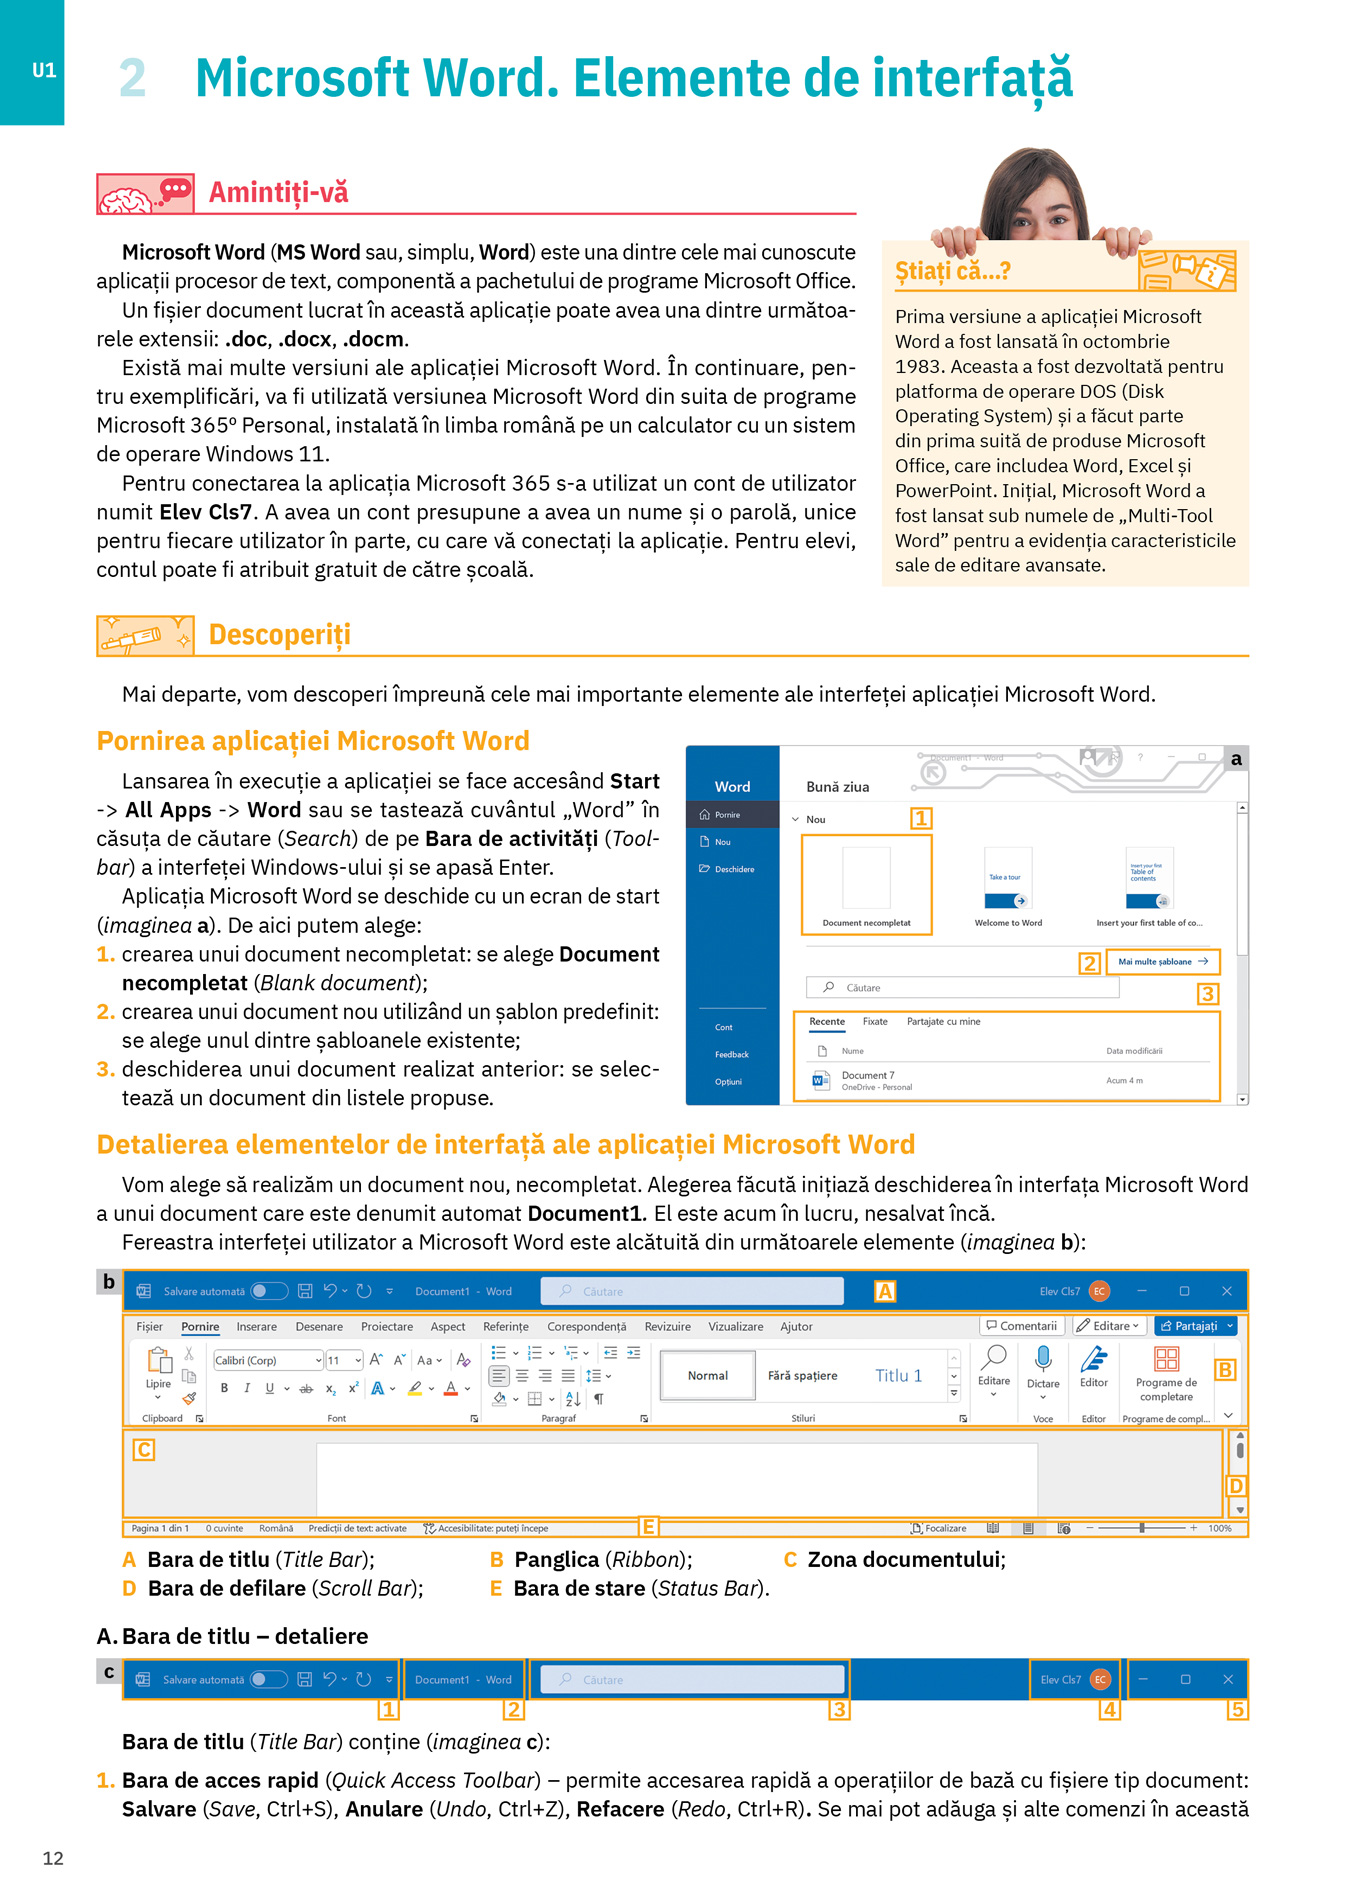 U1
2 Microsoft Word. Elemente de interfață
Amintiți-vă
Microsoft Word (MS Word sau, simplu, Word) este una dintre cele mai cunoscute
aplicații procesor de text, componentă a pachetului de programe Microsoft Office.
Un fișier document lucrat în această aplicație poate avea una dintre următoa-
rele extensii: .doc, .docx, .docm.
Există mai multe versiuni ale aplicației Microsoft Word. În continuare, pen-
tru exemplificări, va fi utilizată versiunea Microsoft Word din suita de programe
Microsoft 365º Personal, instalată în limba română pe un calculator cu un sistem
de operare Windows 11.
Pentru conectarea la aplicația Microsoft 365 s-a utilizat un cont de utilizator
numit Elev Cls7. A avea un cont presupune a avea un nume și o parolă, unice
pentru fiecare utilizator în parte, cu care vă conectați la aplicație. Pentru elevi,
contul poate fi atribuit gratuit de către școală.
Știați că...?
Prima versiune a aplicației Microsoft
Word a fost lansată în octombrie
1983. Aceasta a fost dezvoltată pentru
platforma de operare DOS (Disk
Operating System) și a făcut parte
din prima suită de produse Microsoft
Office, care includea Word, Excel și
PowerPoint. Inițial, Microsoft Word a
fost lansat sub numele de „Multi-Tool
Word” pentru a evidenția caracteristicile
sale de editare avansate.
Descoperiți
Mai departe, vom descoperi împreună cele mai importante elemente ale interfeței aplicației Microsoft Word.
Pornirea aplicației Microsoft Word
Lansarea în execuție a aplicației se face accesând Start
-> All Apps -> Word sau se tastează cuvântul „Word” în
căsuța de căutare (Search) de pe Bara de activități (Tool-
bar) a interfeței Windows-ului și se apasă Enter.
Aplicația Microsoft Word se deschide cu un ecran de start
(imaginea a). De aici putem alege:
1. crearea unui document necompletat: se alege Document
necompletat (Blank document);
2. crearea unui document nou utilizând un șablon predefinit:
se alege unul dintre șabloanele existente;
3. deschiderea unui document realizat anterior: se selec-
tează un document din listele propuse.
Document1 - Word ? a
Word Bună ziua
Pornire Nou 1
Nou
Deschidere
Take a tour
Insert your first
Table of
contents
Document necompletat Welcome to Word Insert your first table of co...
2 Mai multe șabloane
Căutare 3
Recente Fixate Partajate cu mine
Cont
Nume Data modificării
Feedback
Document 7 Acum 4 m
OneDrive - Personal
Opțiuni
Detalierea elementelor de interfață ale aplicației Microsoft Word
Vom alege să realizăm un document nou, necompletat. Alegerea făcută inițiază deschiderea în interfața Microsoft Word
a unui document care este denumit automat Document1. El este acum în lucru, nesalvat încă.
Fereastra interfeței utilizator a Microsoft Word este alcătuită din următoarele elemente (imaginea b):
b Salvare automată Document1 - Word Căutare A Elev Cls7 EC
Fișier Pornire Inserare Desenare Proiectare Aspect Referințe Corespondență Revizuire Vizualizare Ajutor Comentarii Editare Partajați
Lipire Calibri (Corp) 11 A A Aa A
B I U ab x2 x2 A A
Normal Fără spațiere Titlu 1
Editare Dictare Editor Programe de
completare B
Clipboard Font Paragraf Stiluri Voce Editor Programe de compl...
C
D
Pagina 1 din 1 0 cuvinte Română Predicții de text: activate Accesibilitate: puteți începe E Focalizare 100%
A Bara de titlu (Title Bar); B Panglica (Ribbon); C Zona documentului;
D Bara de defilare (Scroll Bar); E Bara de stare (Status Bar).
A. Bara de titlu – detaliere
c Salvare automată Document1 - Word Căutare Elev Cls7 EC
1 2 3 4 5
Bara de titlu (Title Bar) conține (imaginea c):
1. Bara de acces rapid (Quick Access Toolbar) – permite accesarea rapidă a operațiilor de bază cu fișiere tip document:
Salvare (Save, Ctrl+S), Anulare (Undo, Ctrl+Z), Refacere (Redo, Ctrl+R). Se mai pot adăuga și alte comenzi în această
12